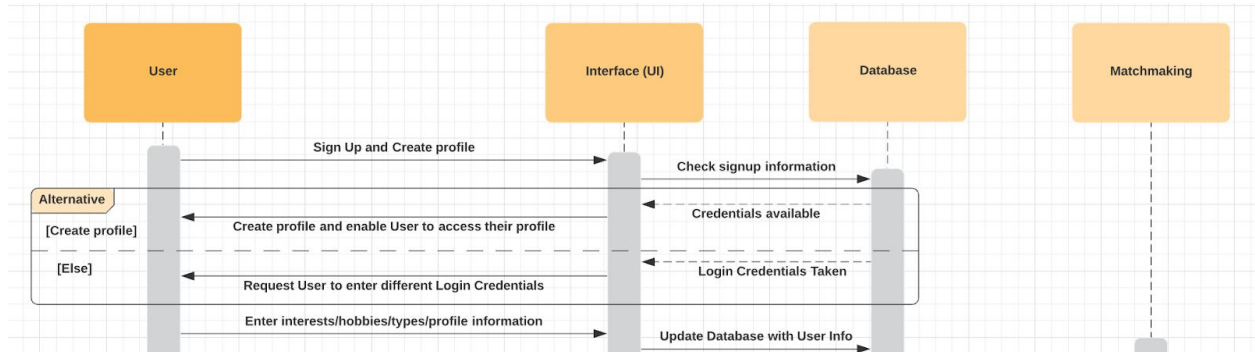 User
Interface (UI)
Database
Matchmaking
Sign Up and Create profile
Check signup information
Alternative
Credentials available
[Create profile]
Create profile and enable User to access their profile
[Else]
Login Credentials Taken
Request User to enter different Login Credentials
Enter interests/hobbies/types/profile information
Update Database with User Info